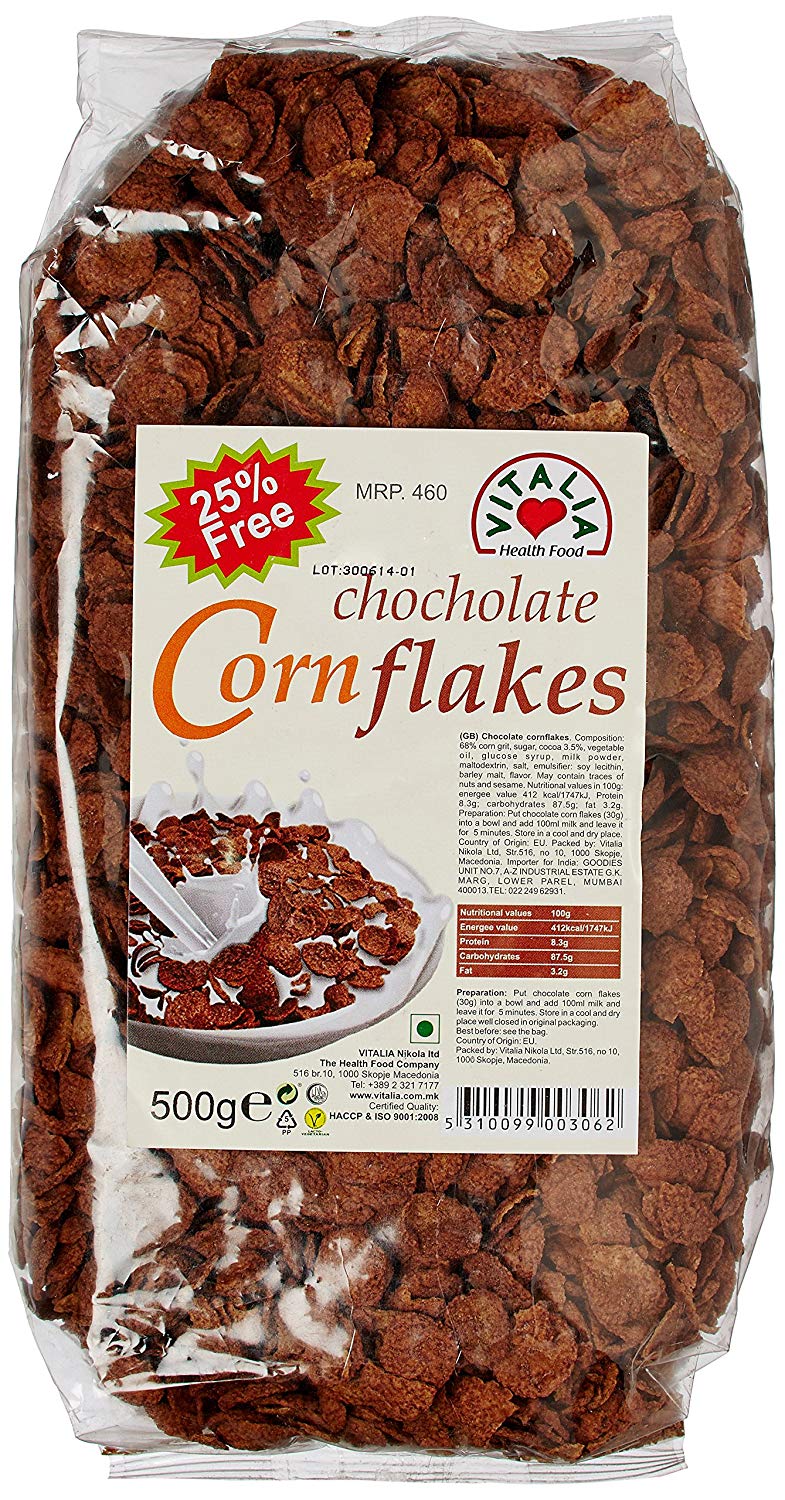 25%
Free
MRP. 460
VITALIA
Health Food
LOT:300614-01
chocholate
Cornflakes
(GB) Chocolate cornflakes. Composition:
68% corn grit, sugar, cocoa 3.5%, vegetable
oil, glucose syrup, milk powder,
maltodextrin, salt, emulsifier: soy lecithin,
barley malt, flavor. May contain traces of
nuts and sesame. Nutritional values in 100g:
energee value 412 kcal/1747kJ, Protein
8.3g; carbohydrates 87.5g; fat 3.2g.
Preparation: Put chocolate corn flakes (30g)
into a bowl and add 100ml milk and leave it
for 5 minutes. Store in a cool and dry place.
Country of Origin: EU. Packed by: Vitalia
Nikola Ltd, Str.516, no 10, 1000 Skopje,
Macedonia. Importer for India: GOODIES
UNIT NO.7, A-Z INDUSTRIAL ESTATE G.K.
MARG, LOWER PAREL, MUMBAI
400013.TEL: 022 249 62931.
Nutritional values 100g
Energee value 412kcal/1747kJ
Protein 8.3g
Carbohydrates 87.5g
Fat 3.2g
Preparation: Put chocolate corn flakes
(30g) into a bowl and add 100ml milk and
leave it for 5 minutes. Store in a cool and dry
place well closed in original packaging.
Best before: see the bag.
Country of Origin: EU.
Packed by: Vitalia Nikola Ltd, Str.516, no 10,
1000 Skopje, Macedonia.
VITALIA Nikola ltd
The Health Food Company
516 br.10, 1000 Skopje Macedonia
Tel: +389 2 321 7177
www.vitalia.com.mk
Certified Quality:
HACCP & ISO 9001:2008
500g e
5
PP
LACTO-
VEGETARIAN
5 310099 003062